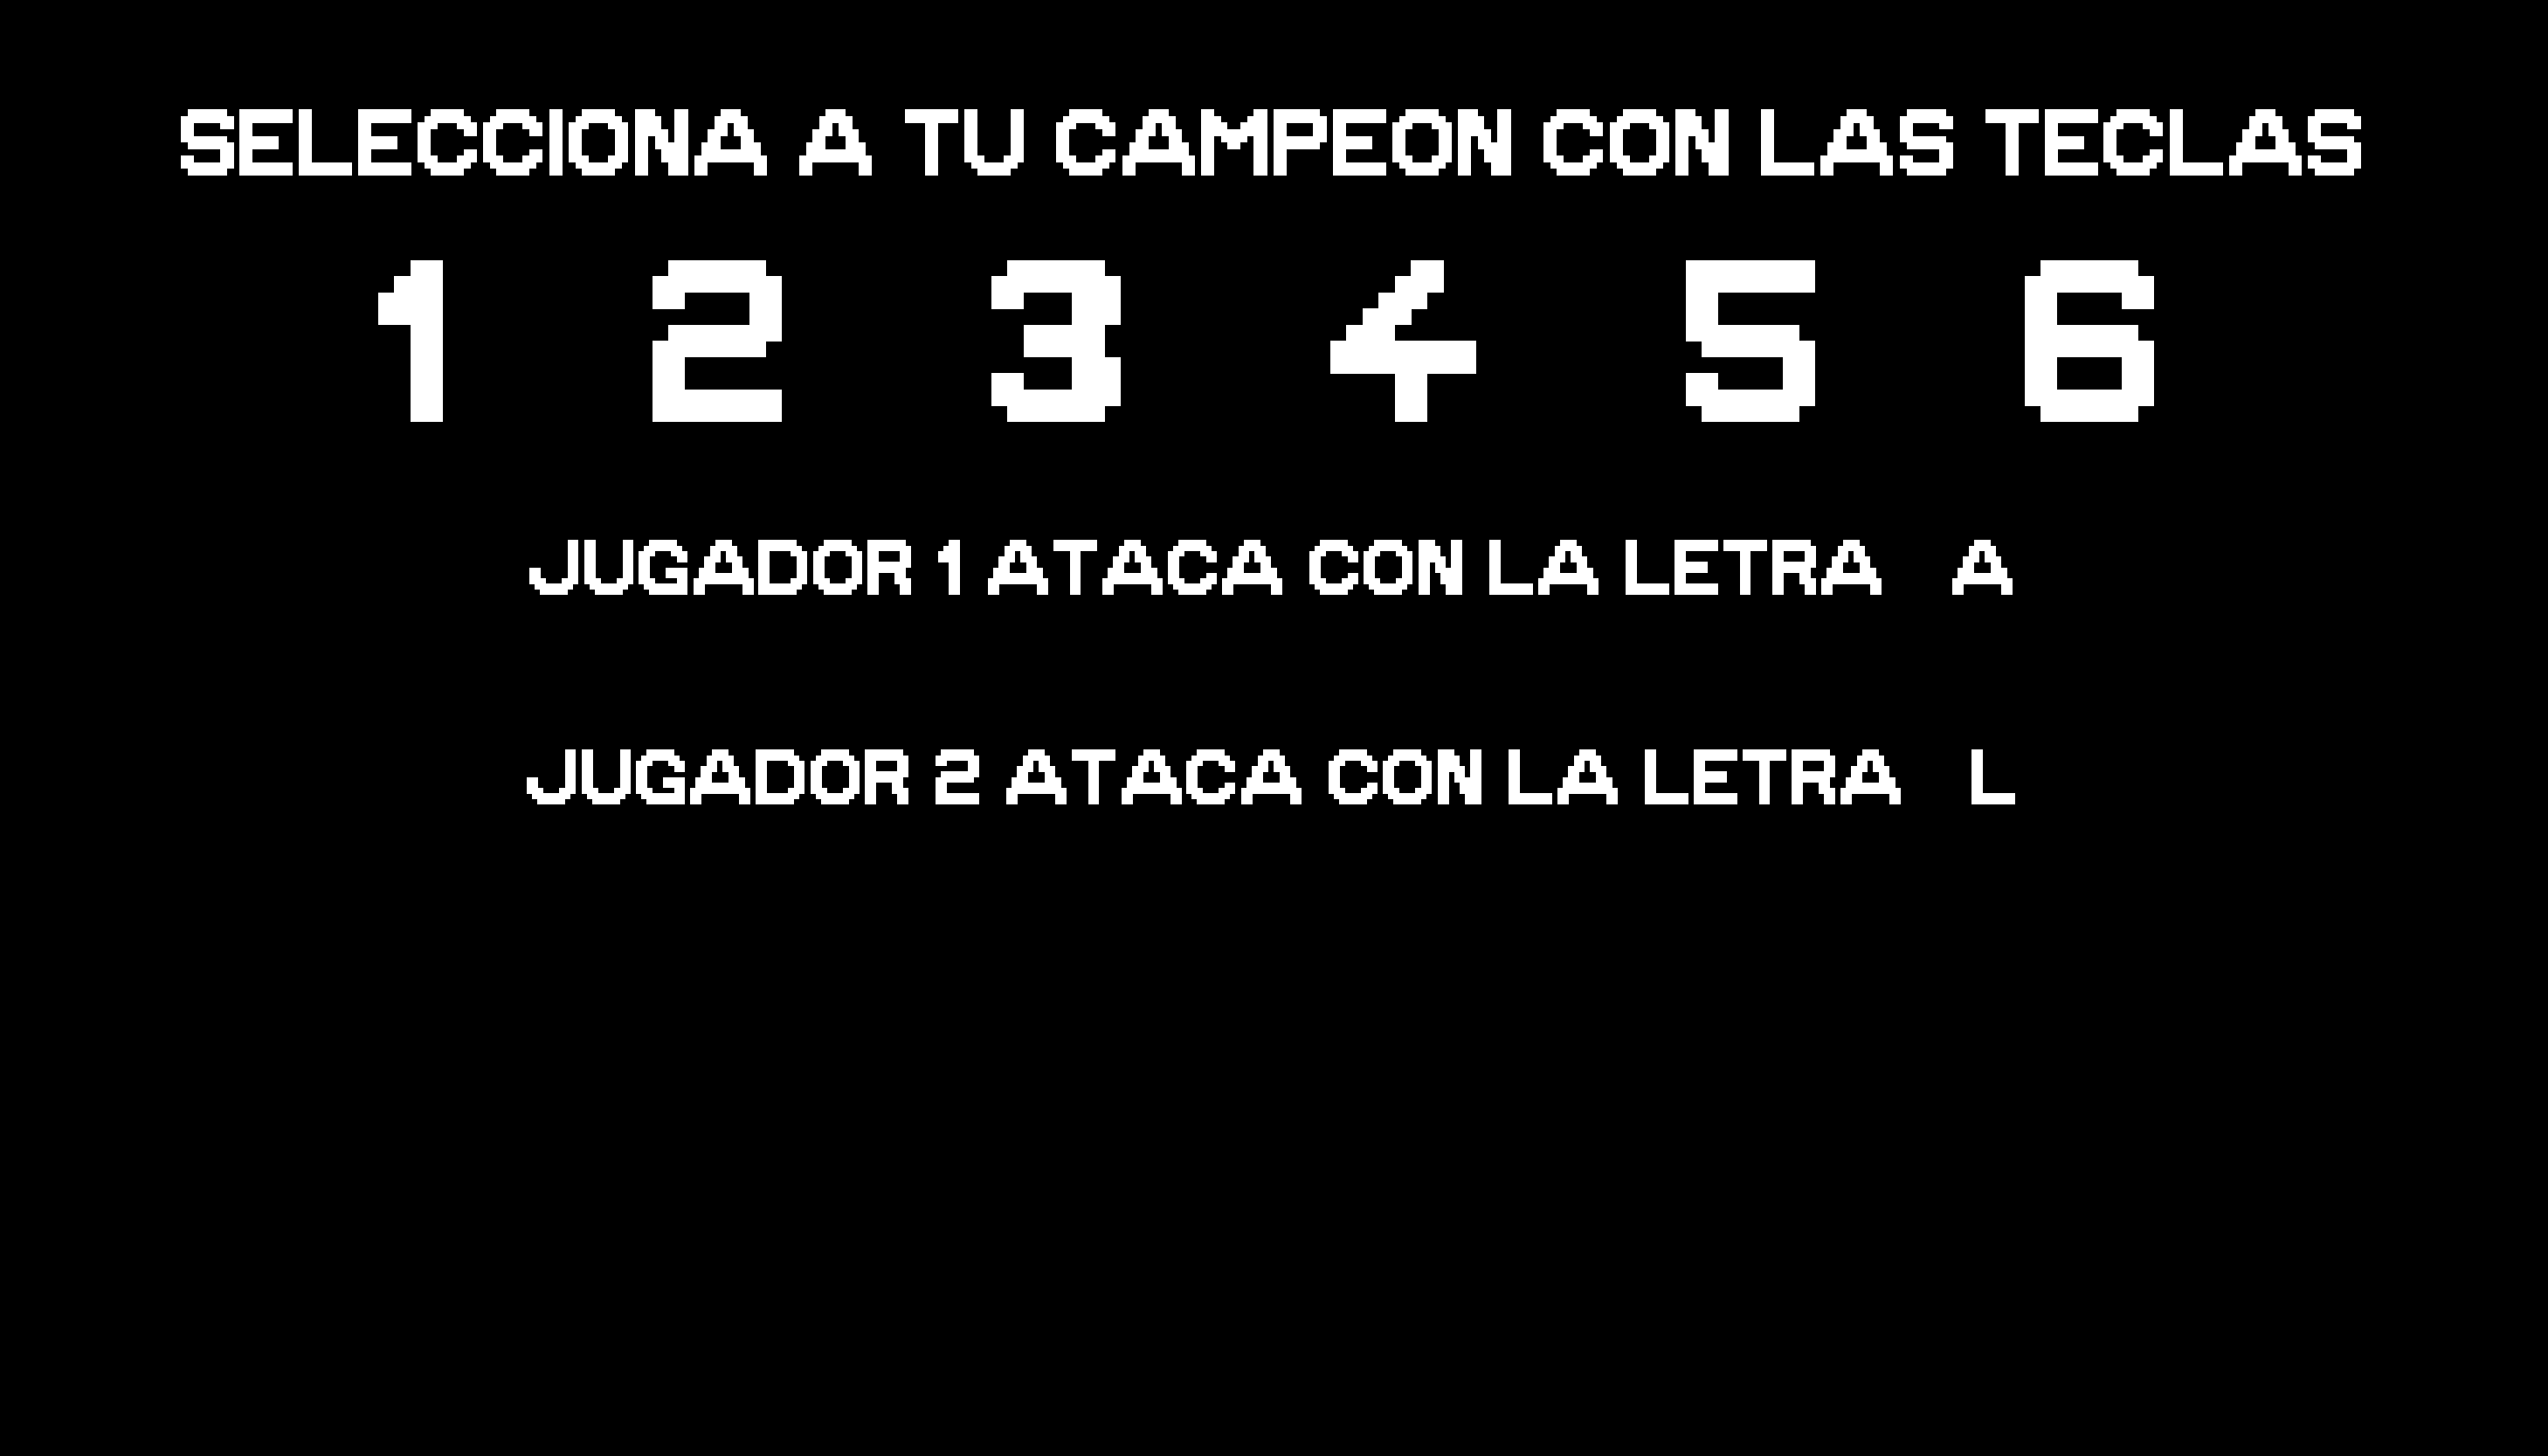 SELECCIONA A TU CAMPEON CON LAS TECLAS
1 2 3 4 5 6
JUGADOR 1 ATACA CON LA LETRA A
JUGADOR 2 ATACA CON LA LETRA L